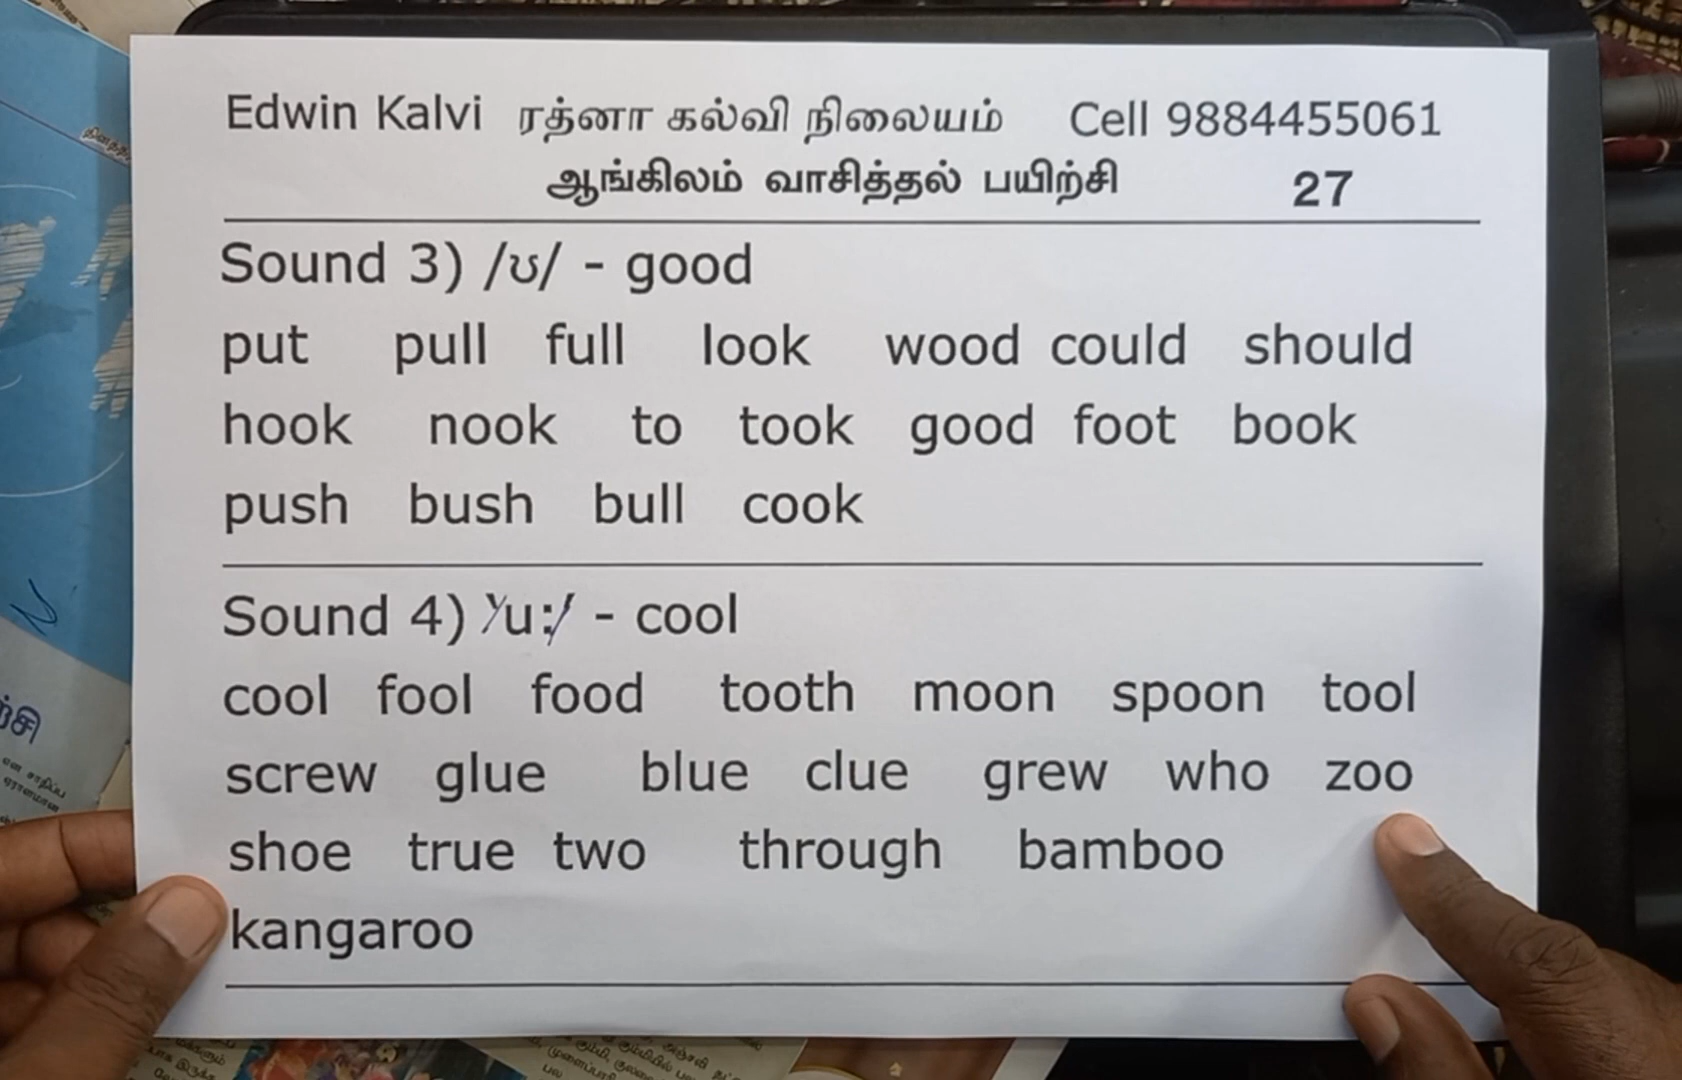 Edwin Kalvi ரத்னா கல்வி நிலையம் Cell 9884455061
ஆங்கிலம் வாசித்தல் பயிற்சி 27
Sound 3) /ʊ/ - good
put pull full look wood could should
hook nook to took good foot book
push bush bull cook
Sound 4) /u:/ - cool
cool fool food tooth moon spoon tool
screw glue blue clue grew who zoo
shoe true two through bamboo
kangaroo